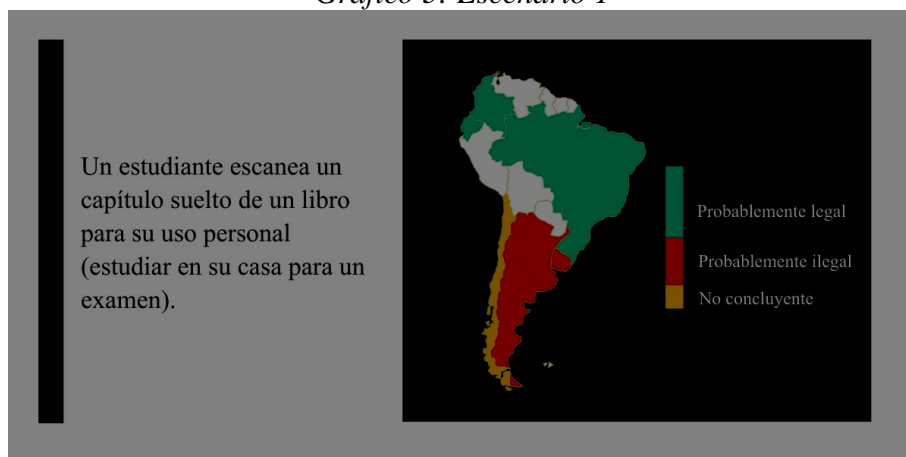 Un estudiante escanea un
capítulo suelto de un libro
para su uso personal
(estudiar en su casa para un
examen).
Probablemente legal
Probablemente ilegal
No concluyente